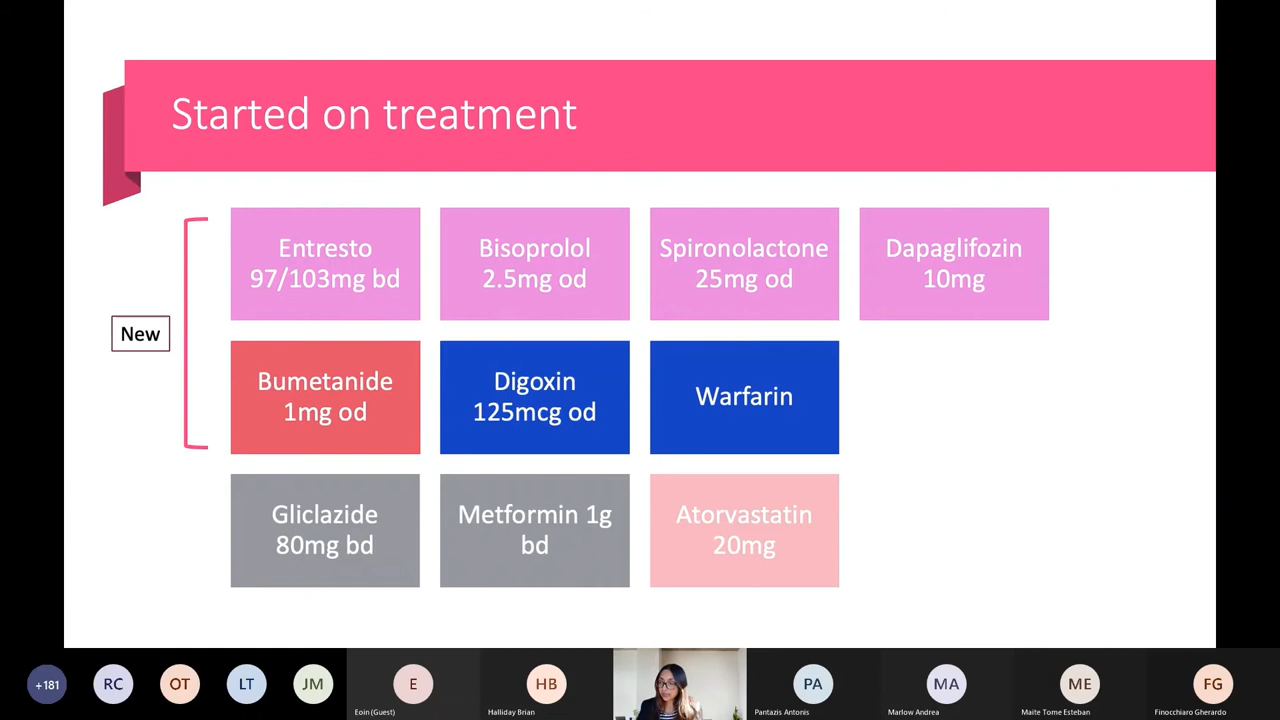 Started on treatment
New
Entresto
97/103mg bd
Bisoprolol
2.5mg od
Spironolactone
25mg od
Dapaglifozin
10mg
Bumetanide
1mg od
Digoxin
125mcg od
Warfarin
Gliclazide
80mg bd
Metformin 1g
bd
Atorvastatin
20mg
+181
RC
OT
LT
JM
E
Eoin (Guest)
HB
Halliday Brian
PA
Pantazis Antonis
MA
Marlow Andrea
ME
Maite Tome Esteban
FG
Finocchiaro Gherardo